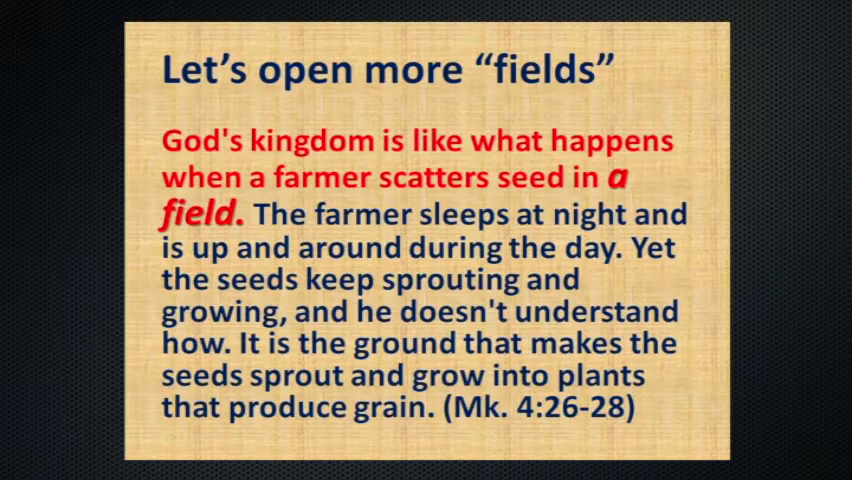 Let’s open more “fields”
God's kingdom is like what happens
when a farmer scatters seed in a
field. The farmer sleeps at night and
is up and around during the day. Yet
the seeds keep sprouting and
growing, and he doesn't understand
how. It is the ground that makes the
seeds sprout and grow into plants
that produce grain. (Mk. 4:26-28)